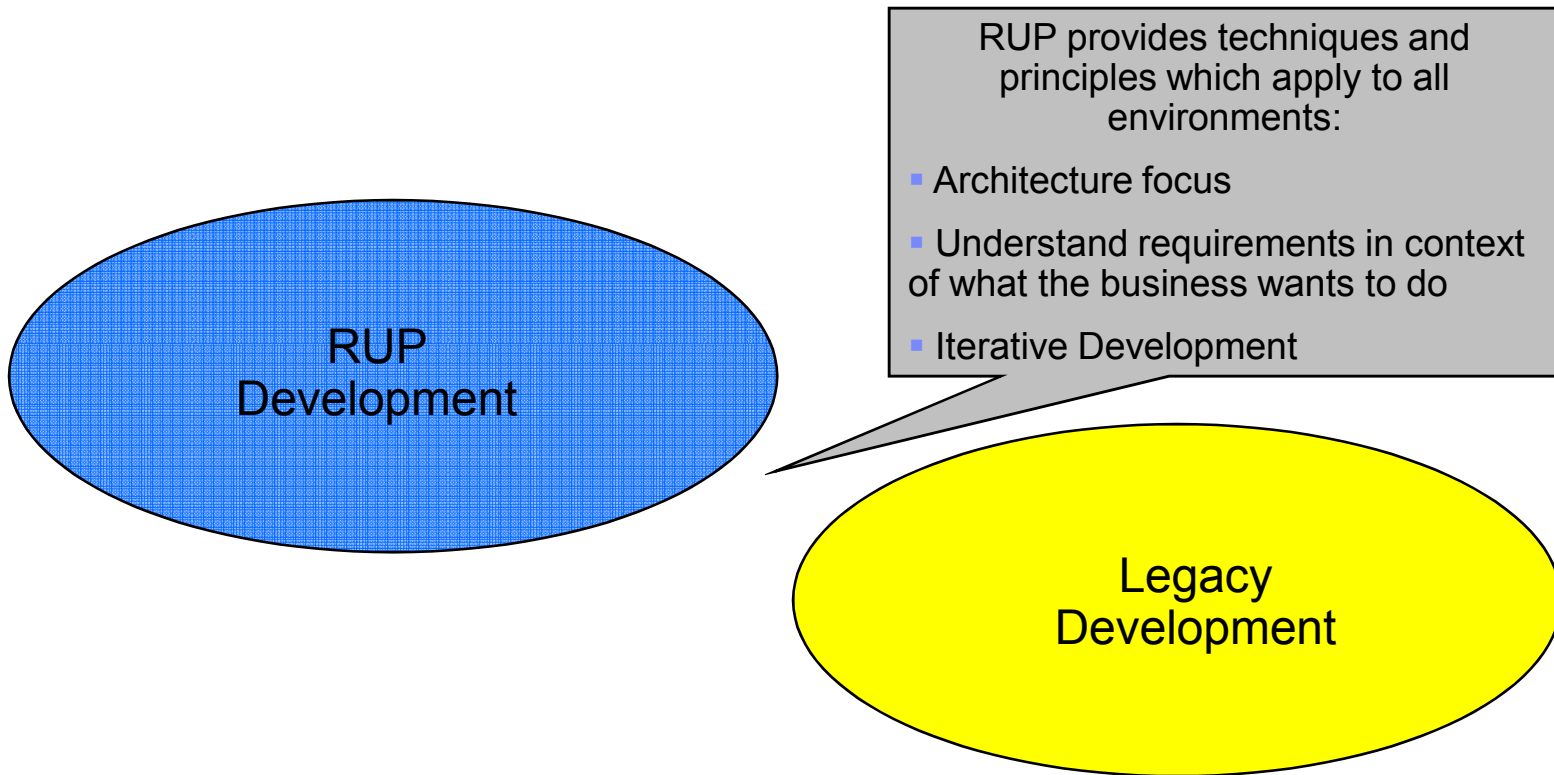 RUP provides techniques and
principles which apply to all
environments:
▪ Architecture focus
▪ Understand requirements in context
of what the business wants to do
▪ Iterative Development
RUP
Development
Legacy
Development